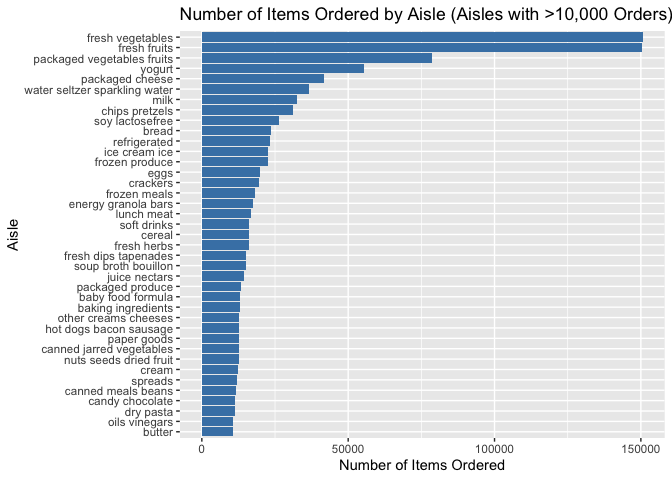 Number of Items Ordered by Aisle (Aisles with >10,000 Orders)
fresh vegetables
fresh fruits
packaged vegetables fruits
yogurt
packaged cheese
water seltzer sparkling water
milk
chips pretzels
soy lactosefree
bread
refrigerated
ice cream ice
frozen produce
eggs
crackers
frozen meals
energy granola bars
lunch meat
soft drinks
cereal
fresh herbs
fresh dips tapenades
soup broth bouillon
juice nectars
packaged produce
baby food formula
baking ingredients
other creams cheeses
hot dogs bacon sausage
paper goods
canned jarred vegetables
nuts seeds dried fruit
cream
spreads
canned meals beans
candy chocolate
dry pasta
oils vinegars
butter
Aisle
0 50000 100000 150000
Number of Items Ordered